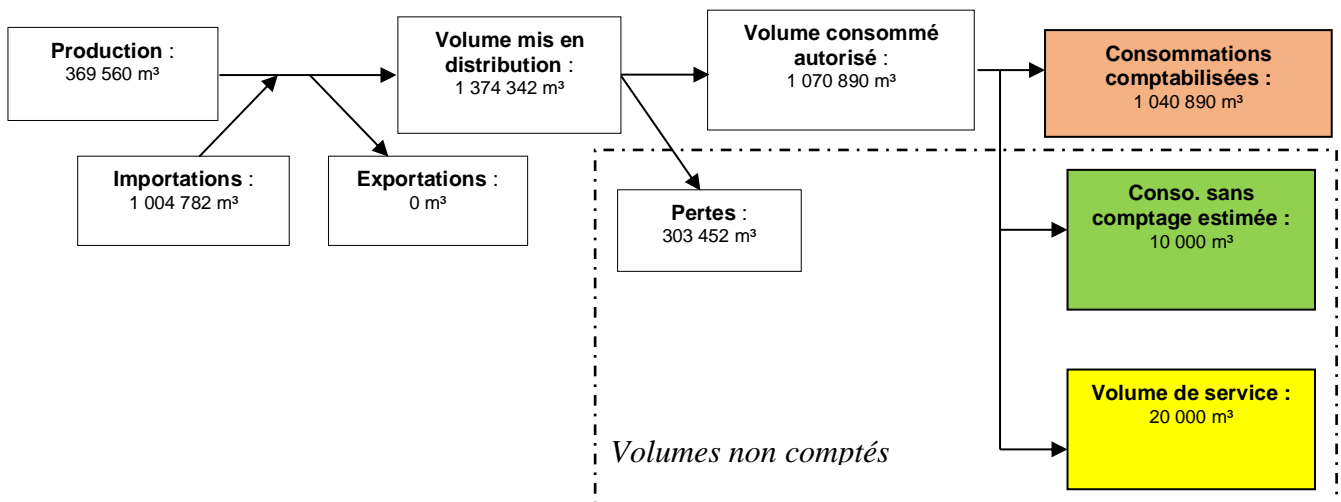 Production :
369 560 m³
Volume mis en
distribution :
1 374 342 m³
Volume consommé
autorisé :
1 070 890 m³
Consommations
comptabilisées :
1 040 890 m³
Importations :
1 004 782 m³
Exportations :
0 m³
Pertes :
303 452 m³
Conso. sans
comptage estimée :
10 000 m³
Volume de service :
20 000 m³
Volumes non comptés